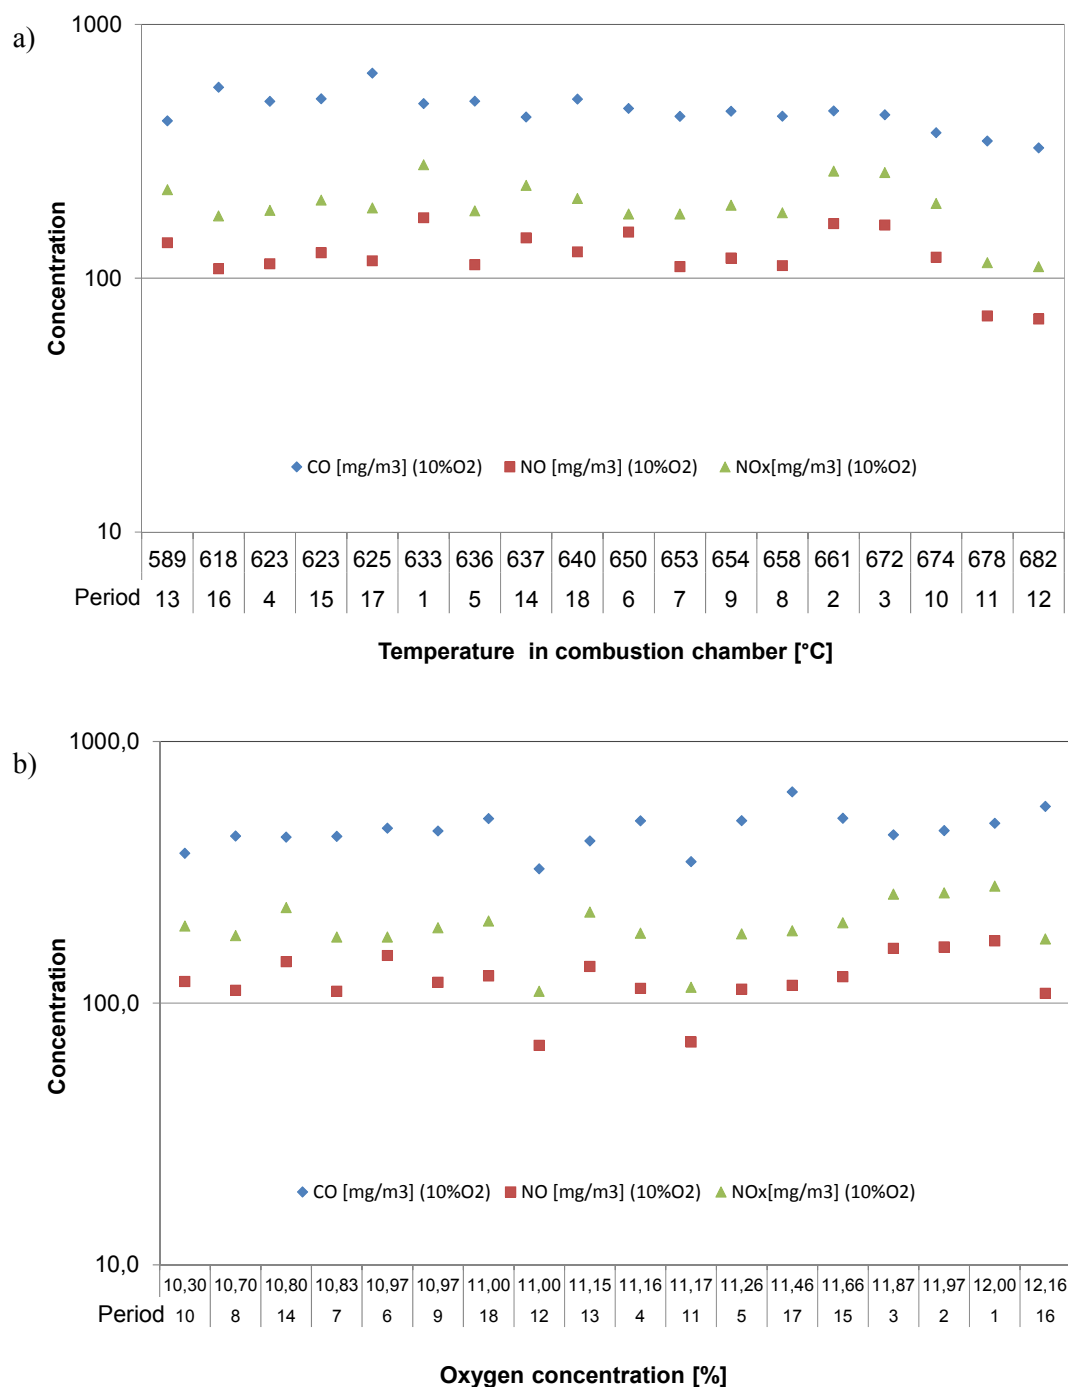 a)
1000
Concentration
100
CO [mg/m3] (10%O2) NO [mg/m3] (10%O2) NOx[mg/m3] (10%O2)
10
589 618 623 623 625 633 636 637 640 650 653 654 658 661 672 674 678 682
Period 13 16 4 15 17 1 5 14 18 6 7 9 8 2 3 10 11 12
Temperature in combustion chamber [°C]
b)
1000,0
Concentration
100,0
CO [mg/m3] (10%O2) NO [mg/m3] (10%O2) NOx[mg/m3] (10%O2)
10,0
10,30 10,70 10,80 10,83 10,97 10,97 11,00 11,00 11,15 11,16 11,17 11,26 11,46 11,66 11,87 11,97 12,00 12,16
Period 10 8 14 7 6 9 18 12 13 4 11 5 17 15 3 2 1 16
Oxygen concentration [%]